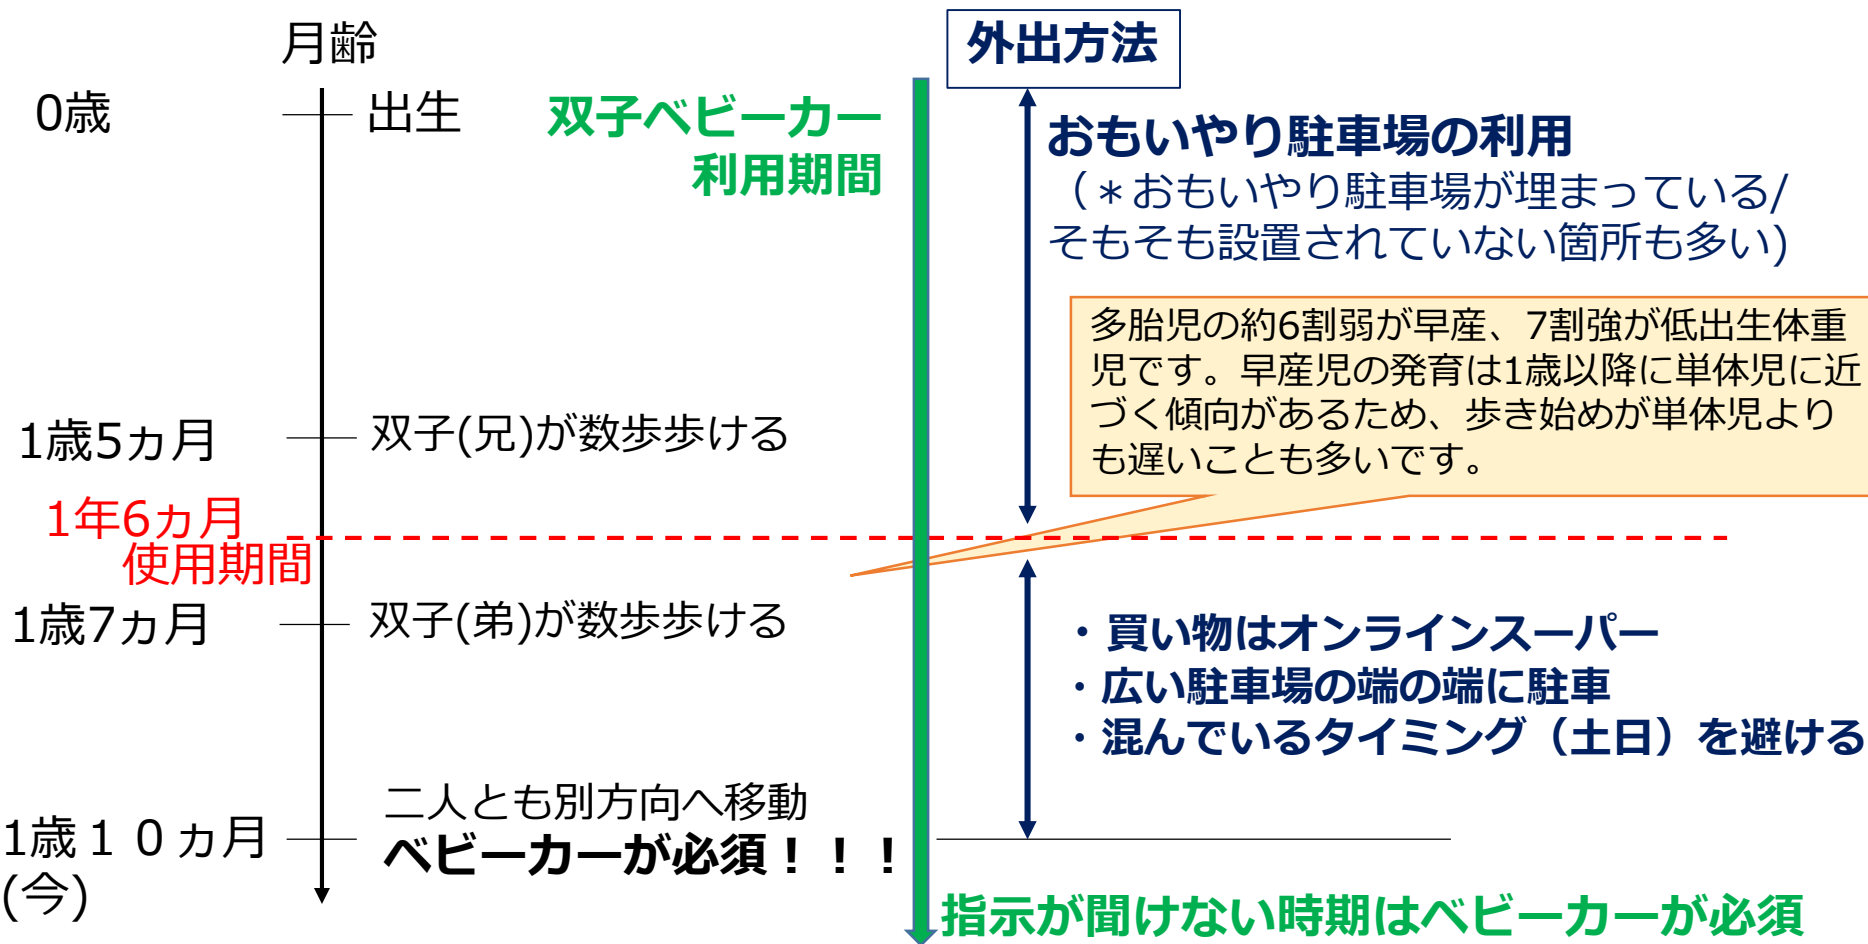 月齢
0歳
出生
双子ベビーカー
利用期間
外出方法
おもいやり駐車場の利用
（＊おもいやり駐車場が埋まっている/
そもそも設置されていない箇所も多い)
多胎児の約6割弱が早産、7割強が低出生体重
児です。早産児の発育は1歳以降に単体児に近
づく傾向があるため、歩き始めが単体児より
も遅いことも多いです。
1歳5ヵ月
双子(兄)が数歩歩ける
1年6ヵ月
使用期間
1歳7ヵ月
双子(弟)が数歩歩ける
・買い物はオンラインスーパー
・広い駐車場の端の端に駐車
・混んでいるタイミング（土日）を避ける
1歳１０ヵ月
(今)
二人とも別方向へ移動
ベビーカーが必須！！！
指示が聞けない時期はベビーカーが必須